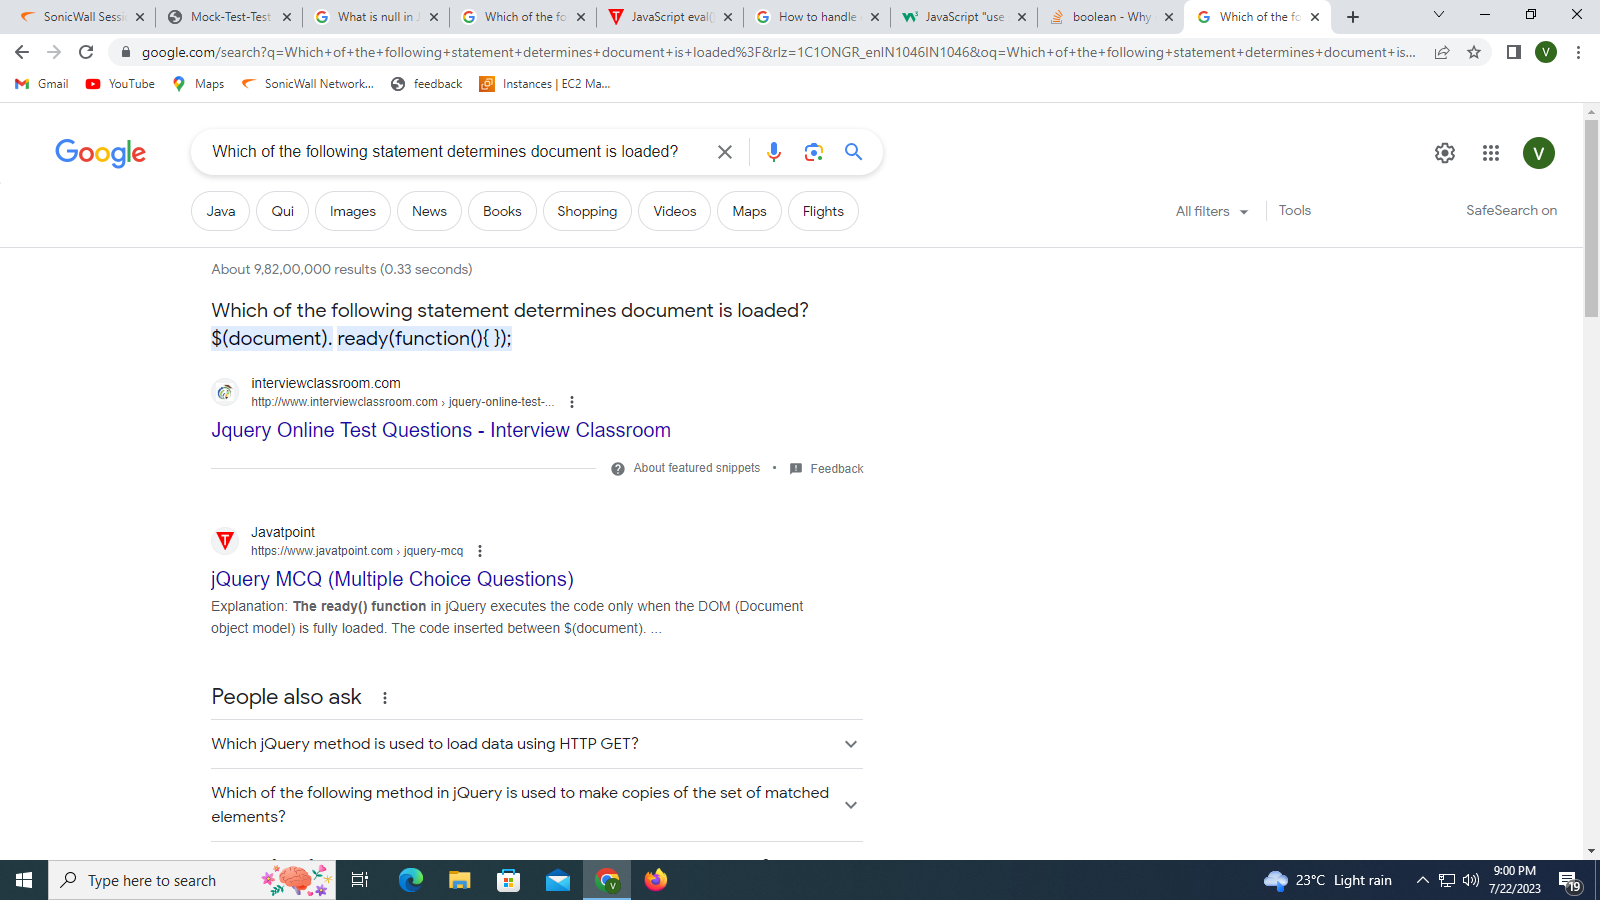 SonicWall Sessi
Mock-Test-Test
What is null in J
Which of the fo
JavaScript eval()
How to handle
JavaScript "use
boolean - Why
Which of the fo
google.com/search?q=Which+of+the+following+statement+determines+document+is+loaded%3F&rlz=1C1ONGR_enIN1046IN1046&oq=Which+of+the+following+statement+determines+document+is...
V
Gmail
YouTube
Maps
SonicWall Network...
feedback
Instances | EC2 Ma...
Google
Which of the following statement determines document is loaded?
V
Java
Qui
Images
News
Books
Shopping
Videos
Maps
Flights
All filters
Tools
SafeSearch on
About 9,82,00,000 results (0.33 seconds)
Which of the following statement determines document is loaded?
$(document). ready(function(){ });
interviewclassroom.com
http://www.interviewclassroom.com › jquery-online-test-...
Jquery Online Test Questions - Interview Classroom
About featured snippets • Feedback
Javatpoint
https://www.javatpoint.com › jquery-mcq
jQuery MCQ (Multiple Choice Questions)
Explanation: The ready() function in jQuery executes the code only when the DOM (Document
object model) is fully loaded. The code inserted between $(document). ...
People also ask
Which jQuery method is used to load data using HTTP GET?
Which of the following method in jQuery is used to make copies of the set of matched
elements?
Type here to search
V
23°C Light rain
9:00 PM
7/22/2023
19